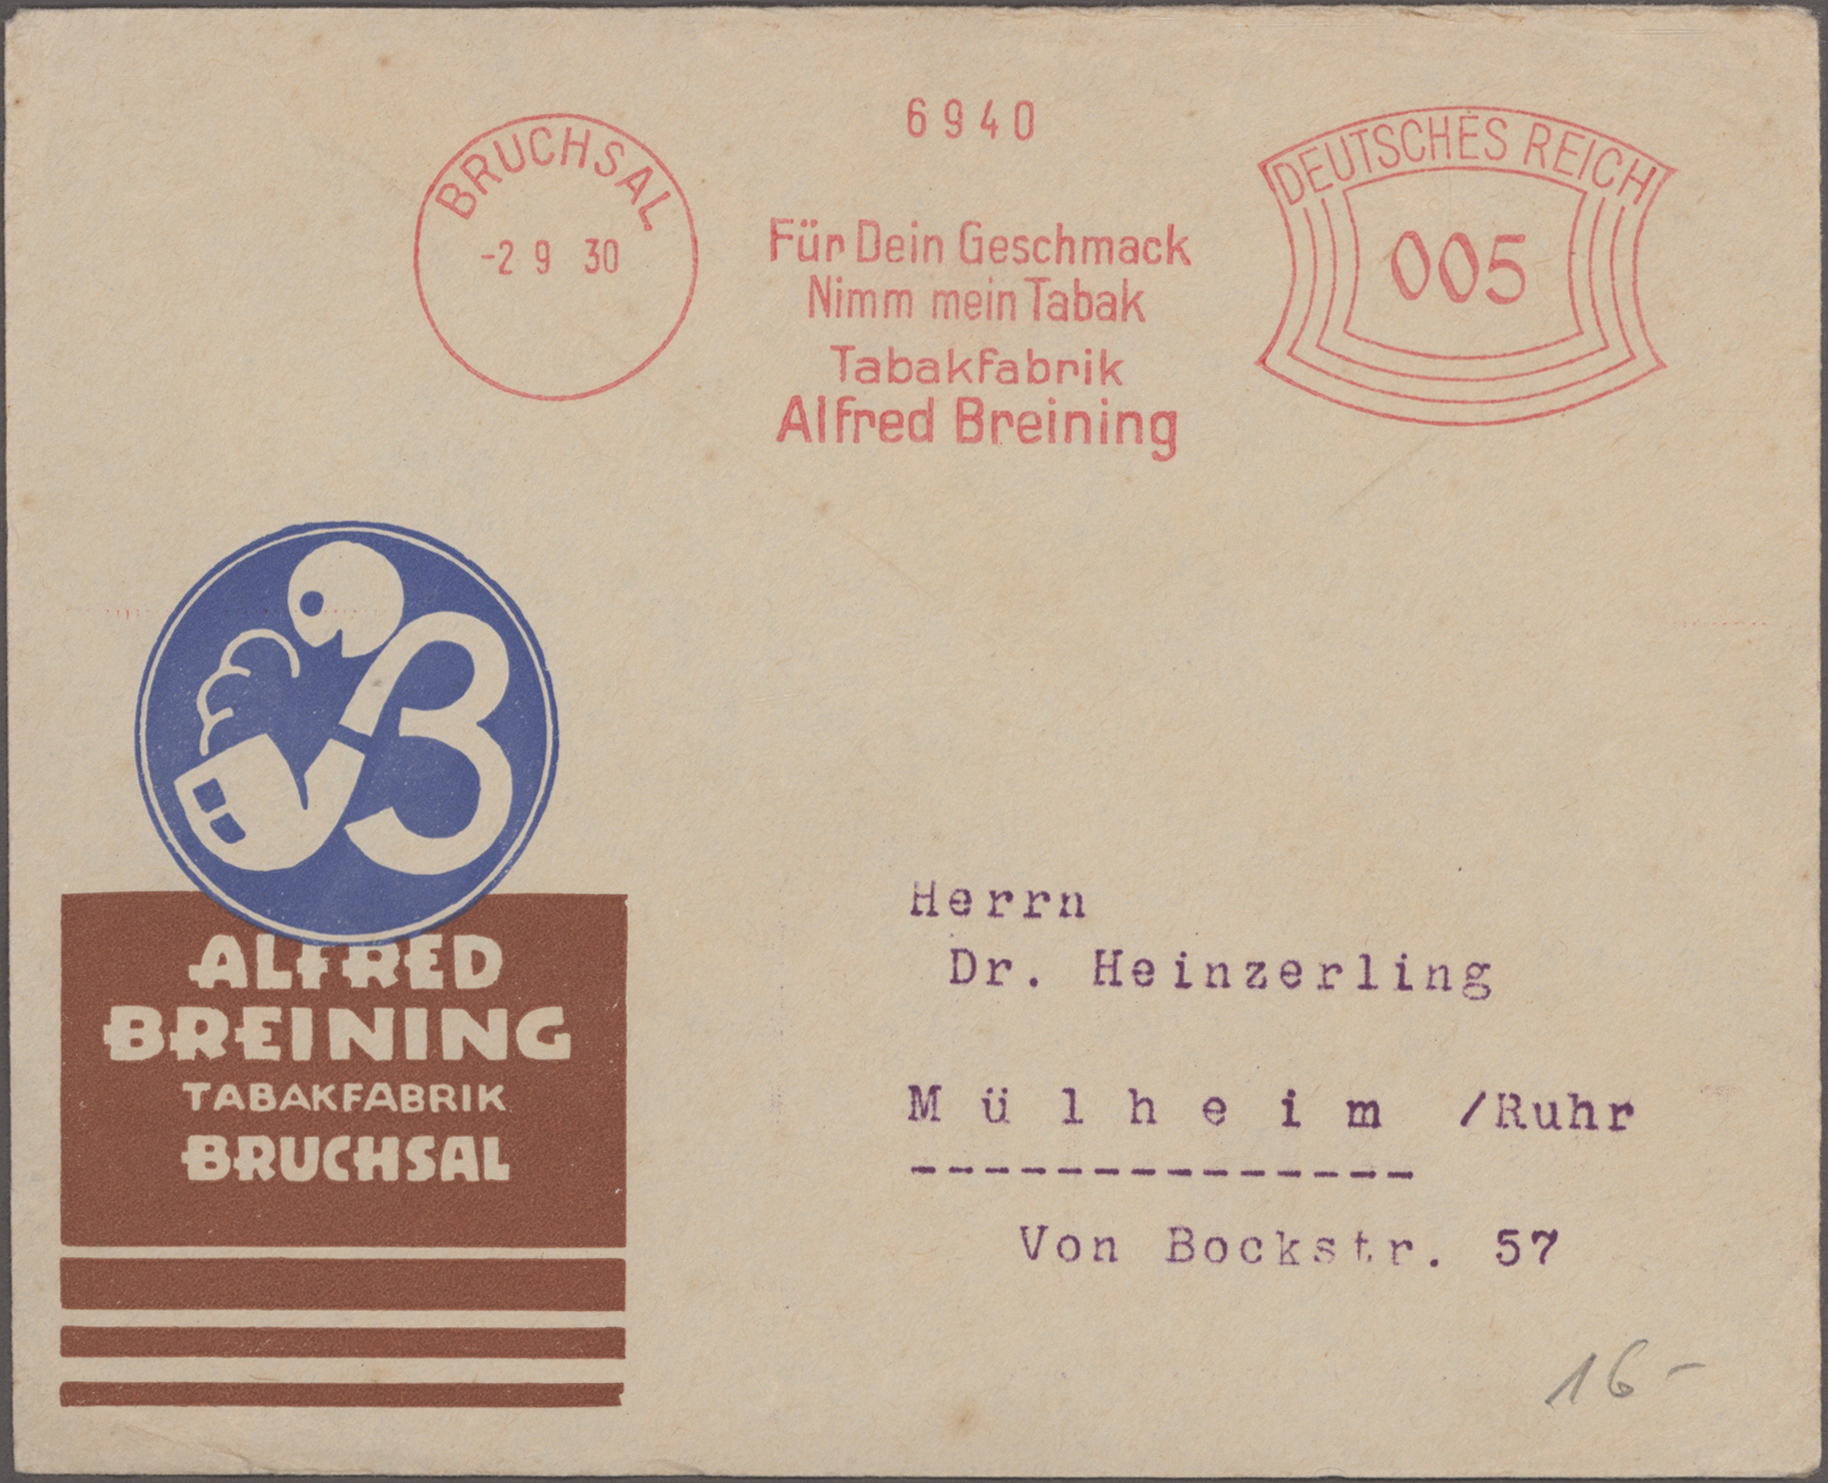 6940
BRUCHSAL
-2 9 30
Für Dein Geschmack
Nimm mein Tabak
Tabakfabrik
Alfred Breining
DEUTSCHES REICH
005
B
ALFRED
BREINING
TABAKFABRIK
BRUCHSAL
Herrn
Dr. Heinzerling
Mülheim /Ruhr
---------------
Von Bockstr. 57
16-